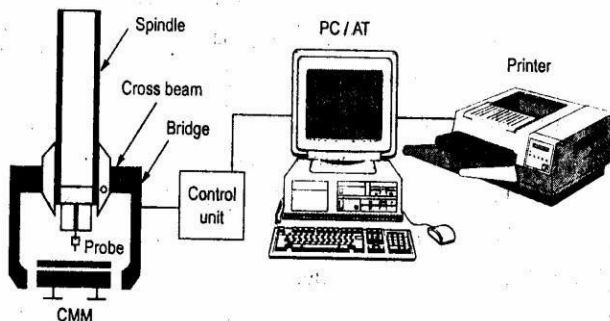 Spindle
PC / AT
Printer
Cross beam
Bridge
Control
unit
Probe
CMM